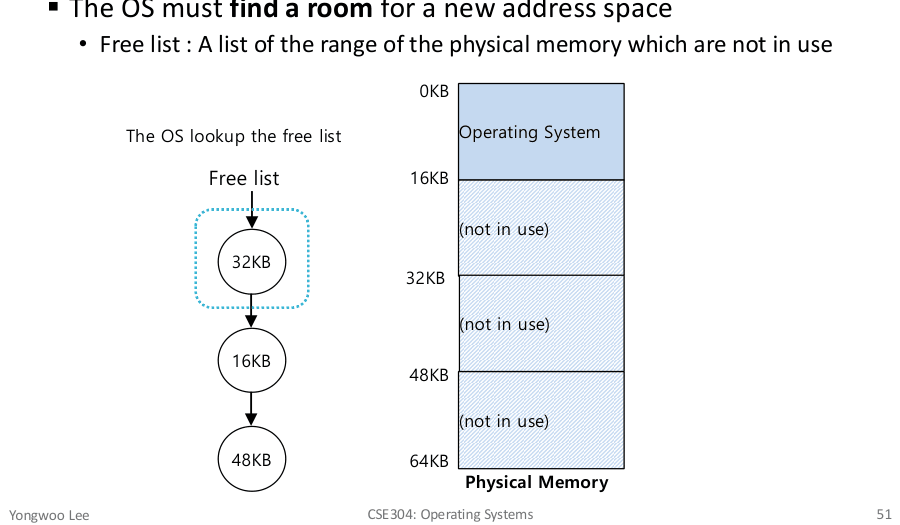 ▪ The OS must find a room for a new address space
• Free list : A list of the range of the physical memory which are not in use
The OS lookup the free list
Free list
32KB
16KB
48KB
0KB
Operating System
16KB
(not in use)
32KB
(not in use)
48KB
(not in use)
64KB
Physical Memory
Yongwoo Lee
CSE304: Operating Systems
51